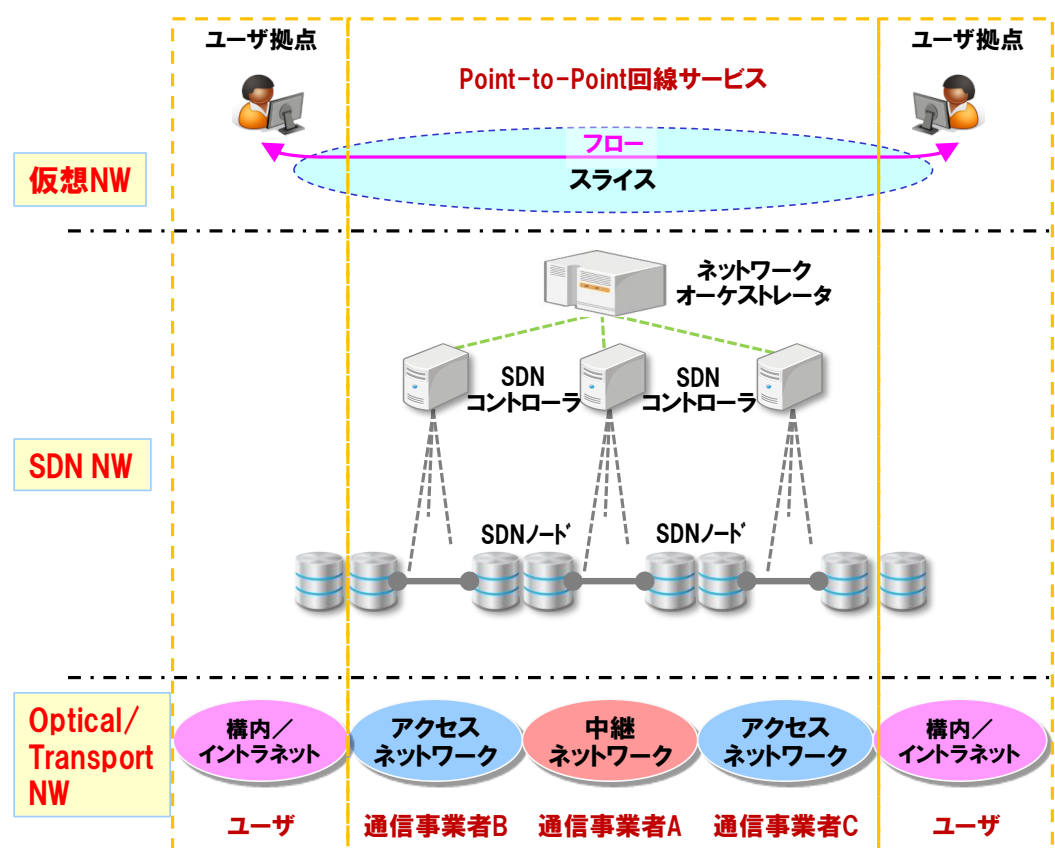 ユーザ拠点
ユーザ拠点
Point-to-Point回線サービス
フロー
仮想NW
スライス
ネットワーク
オーケストレータ
SDN
コントローラ
SDN
コントローラ
SDN NW
SDNノード
SDNノード
Optical/
Transport
NW
構内／
イントラネット
アクセス
ネットワーク
中継
ネットワーク
アクセス
ネットワーク
構内／
イントラネット
ユーザ
通信事業者B
通信事業者A
通信事業者C
ユーザ